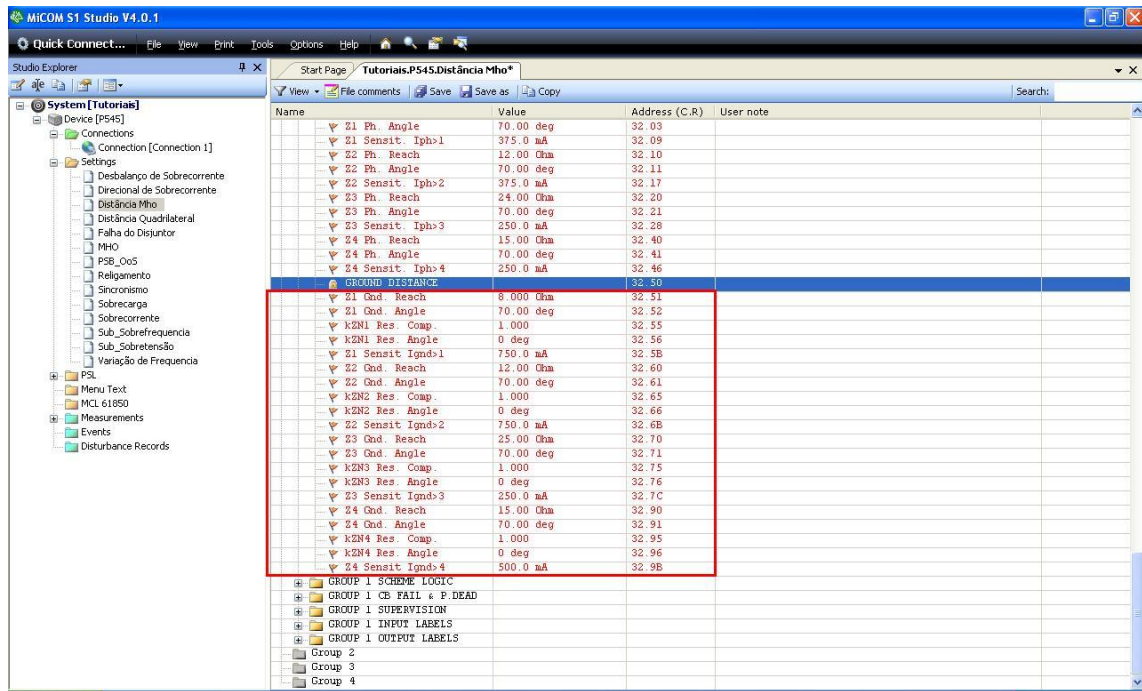 MiCOM S1 Studio V4.0.1
Quick Connect... File View Print Tools Options Help
Studio Explorer
Start Page Tutoriais.P545.Distância Mho*
View File comments Save Save as Copy Search:
System [Tutoriais]
Device [P545]
Connections
Connection [Connection 1]
Settings
Desbalanço de Sobrecorrente
Direcional de Sobrecorrente
Distância Mho
Distância Quadrilateral
Falha do Disjuntor
MHO
PSB_OoS
Religamento
Sincronismo
Sobrecarga
Sobrecorrente
Sub_Sobrefrequencia
Sub_Sobretensão
Variação de Frequencia
PSL
Menu Text
MCL 61850
Measurements
Events
Disturbance Records
Name Value Address (C.R) User note
Z1 Ph. Angle 70.00 deg 32.03
Z1 Sensit. Iph>1 375.0 mA 32.09
Z2 Ph. Reach 12.00 Ohm 32.10
Z2 Ph. Angle 70.00 deg 32.11
Z2 Sensit. Iph>2 375.0 mA 32.17
Z3 Ph. Reach 24.00 Ohm 32.20
Z3 Ph. Angle 70.00 deg 32.21
Z3 Sensit. Iph>3 250.0 mA 32.28
Z4 Ph. Reach 15.00 Ohm 32.40
Z4 Ph. Angle 70.00 deg 32.41
Z4 Sensit. Iph>4 250.0 mA 32.46
GROUND DISTANCE 32.50
Z1 Gnd. Reach 8.000 Ohm 32.51
Z1 Gnd. Angle 70.00 deg 32.52
kZN1 Res. Comp. 1.000 32.55
kZN1 Res. Angle 0 deg 32.56
Z1 Sensit Ignd>1 750.0 mA 32.5B
Z2 Gnd. Reach 12.00 Ohm 32.60
Z2 Gnd. Angle 70.00 deg 32.61
kZN2 Res. Comp. 1.000 32.65
kZN2 Res. Angle 0 deg 32.66
Z2 Sensit Ignd>2 750.0 mA 32.6B
Z3 Gnd. Reach 25.00 Ohm 32.70
Z3 Gnd. Angle 70.00 deg 32.71
kZN3 Res. Comp. 1.000 32.75
kZN3 Res. Angle 0 deg 32.76
Z3 Sensit Ignd>3 250.0 mA 32.7C
Z4 Gnd. Reach 15.00 Ohm 32.90
Z4 Gnd. Angle 70.00 deg 32.91
kZN4 Res. Comp. 1.000 32.95
kZN4 Res. Angle 0 deg 32.96
Z4 Sensit Ignd>4 500.0 mA 32.9B
GROUP 1 SCHEME LOGIC
GROUP 1 CB FAIL & P.DEAD
GROUP 1 SUPERVISION
GROUP 1 INPUT LABELS
GROUP 1 OUTPUT LABELS
Group 2
Group 3
Group 4